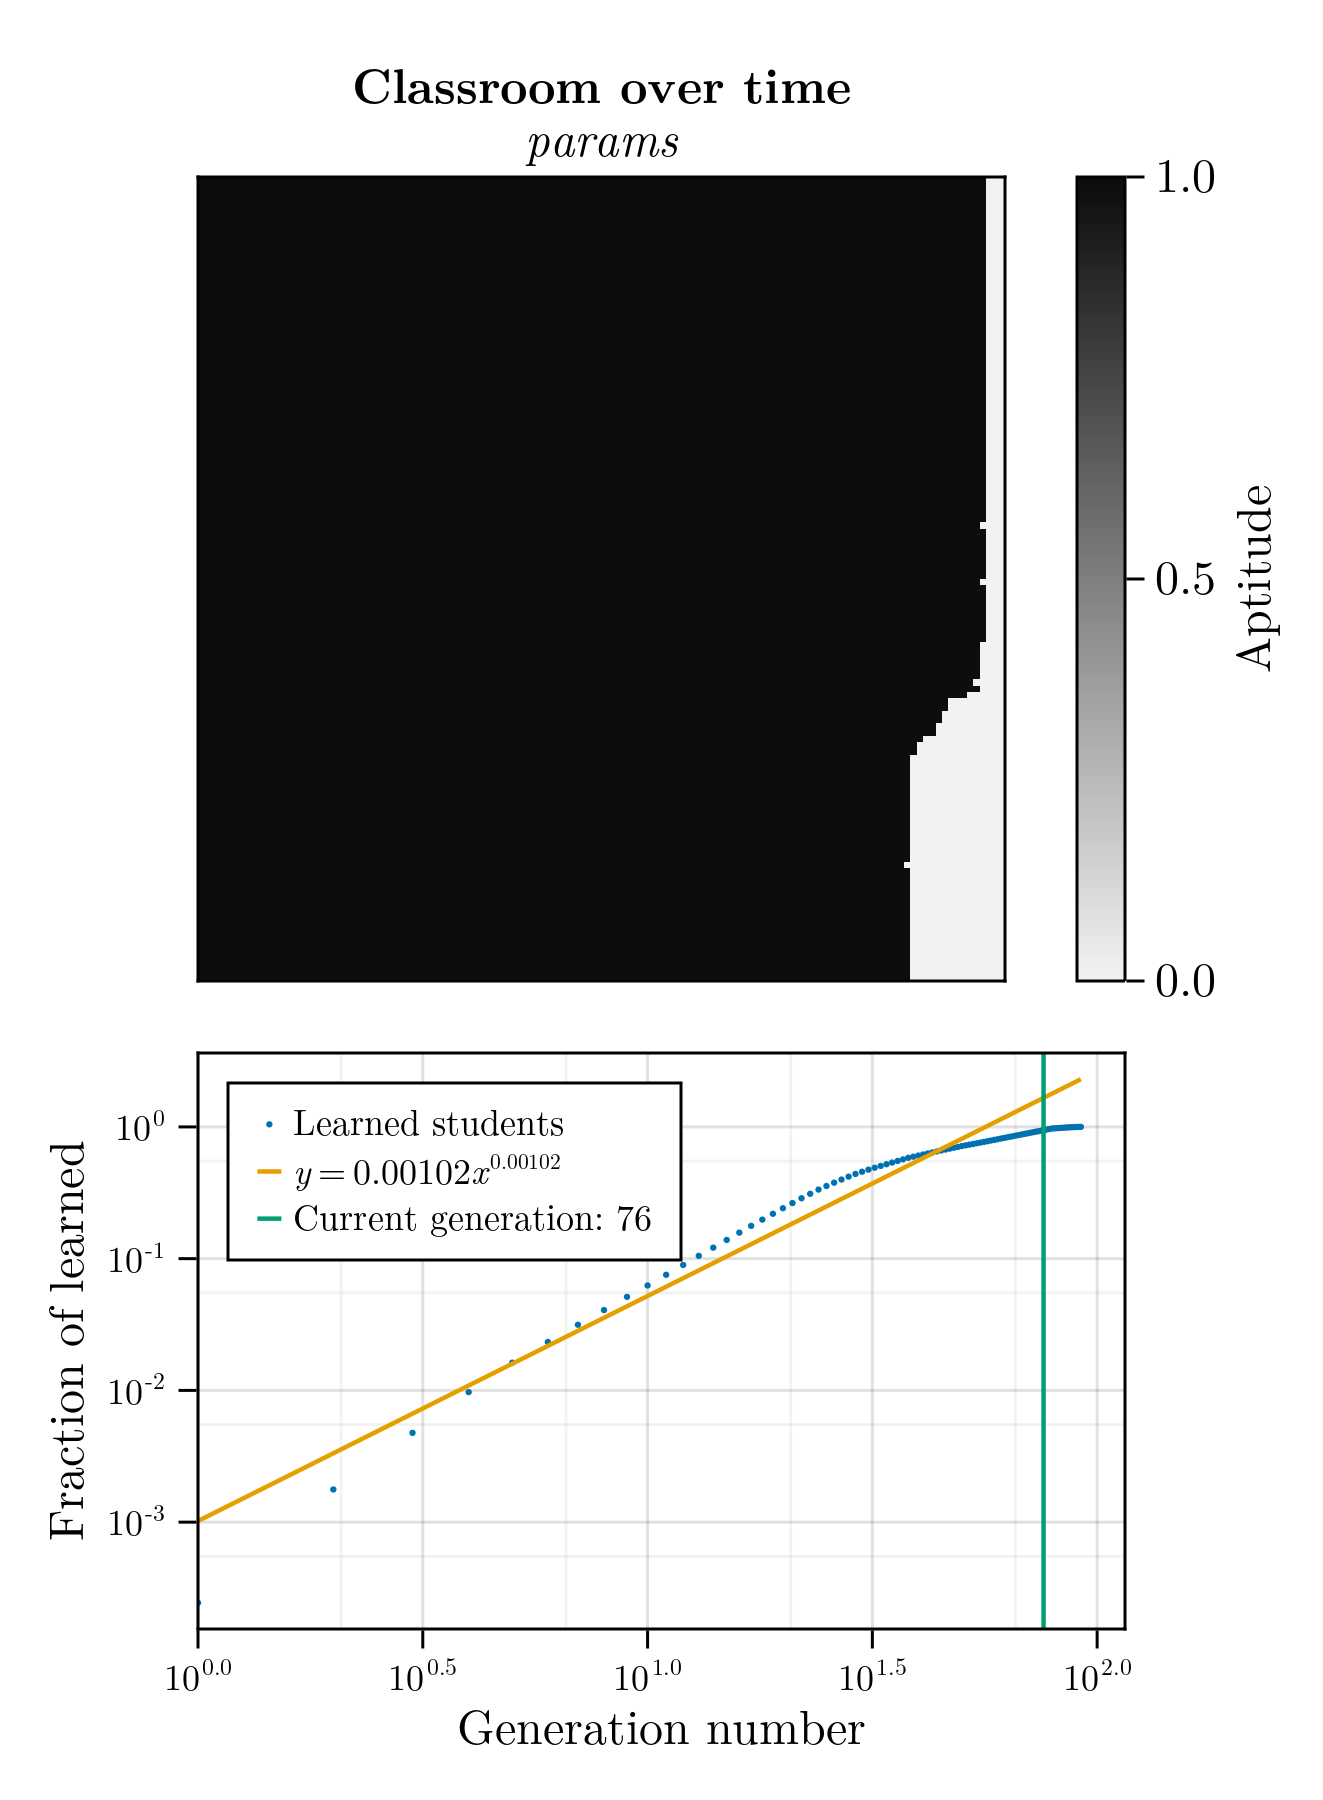 Classroom over time
params
1.0
0.5
0.0
Aptitude
Learned students
y = 0.00102x^0.00102
Current generation: 76
10^0
10^-1
10^-2
10^-3
Fraction of learned
10^0.0 10^0.5 10^1.0 10^1.5 10^2.0
Generation number